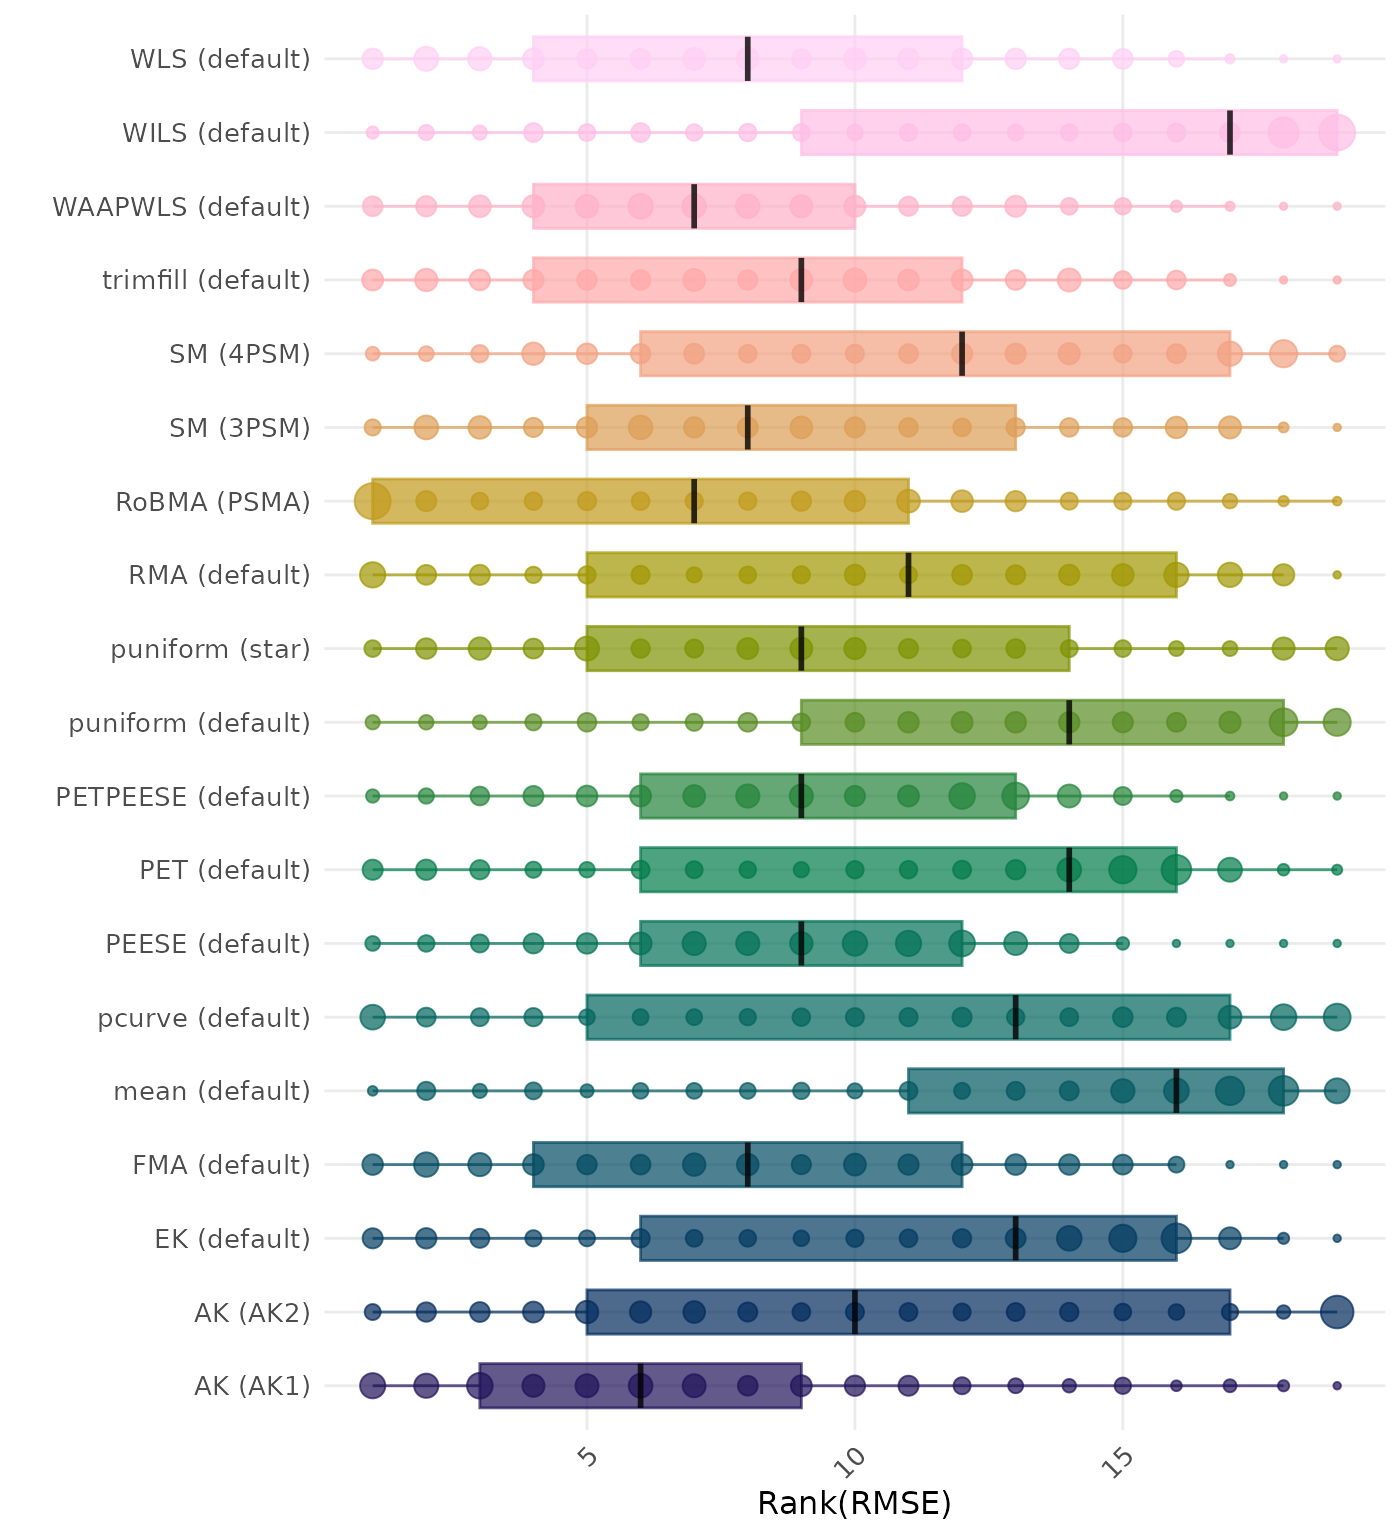 WLS (default)
WILS (default)
WAAPWLS (default)
trimfill (default)
SM (4PSM)
SM (3PSM)
RoBMA (PSMA)
RMA (default)
puniform (star)
puniform (default)
PETPEESE (default)
PET (default)
PEESE (default)
pcurve (default)
mean (default)
FMA (default)
EK (default)
AK (AK2)
AK (AK1)
5 10 15
Rank(RMSE)